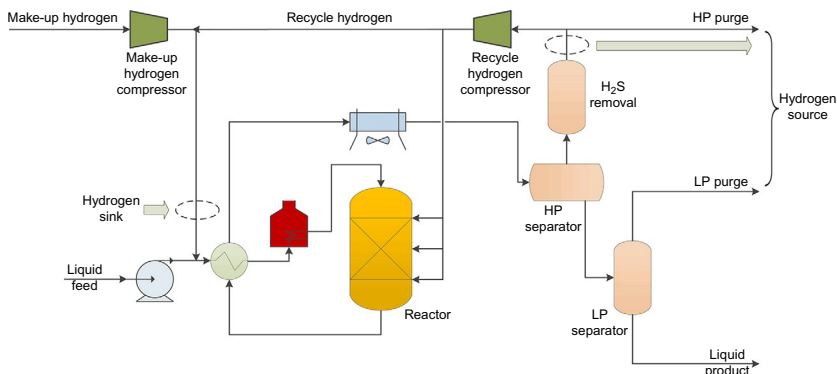 Make-up hydrogen
Recycle hydrogen
HP purge
Make-up
hydrogen
compressor
Recycle
hydrogen
compressor
H₂S
removal
Hydrogen
source
LP purge
Hydrogen
sink
HP
separator
Liquid
feed
Reactor
LP
separator
Liquid
product